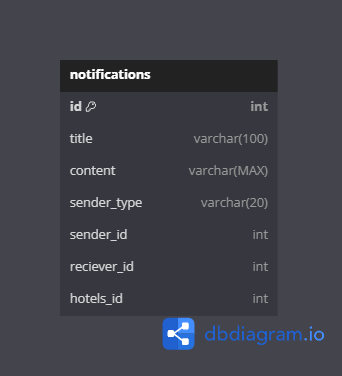 notifications
id int
title varchar(100)
content varchar(MAX)
sender_type varchar(20)
sender_id int
reciever_id int
hotels_id int
dbdiagram.io